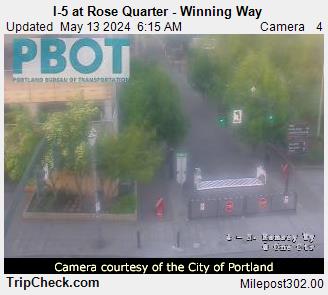 I-5 at Rose Quarter - Winning Way
Updated May 13 2024 6:15 AM Camera 4
PBOT
PORTLAND BUREAU OF TRANSPORTATION
Camera courtesy of the City of Portland
TripCheck.com Milepost302.00